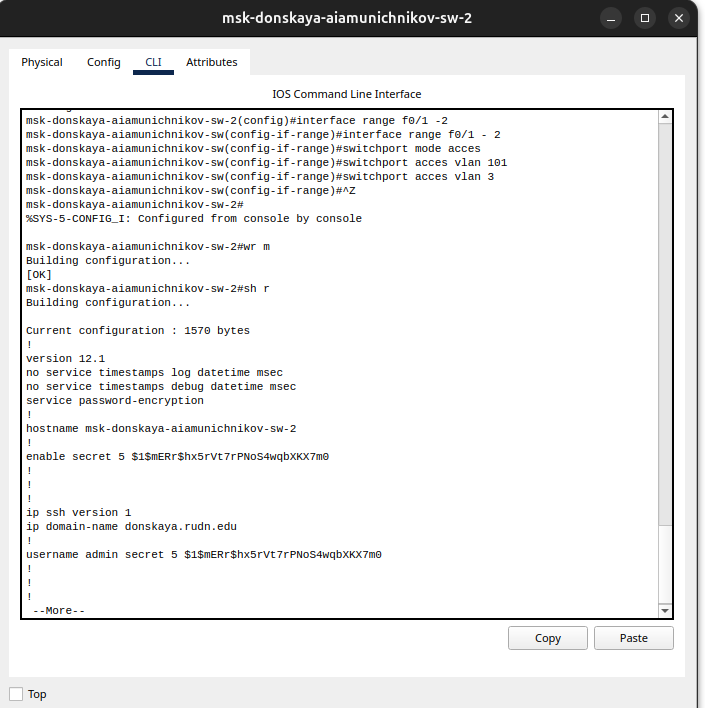 msk-donskaya-aiamunichnikov-sw-2
Physical Config CLI Attributes
IOS Command Line Interface
msk-donskaya-aiamunichnikov-sw-2(config)#interface range f0/1 -2
msk-donskaya-aiamunichnikov-sw(config-if-range)#interface range f0/1 - 2
msk-donskaya-aiamunichnikov-sw(config-if-range)#switchport mode acces
msk-donskaya-aiamunichnikov-sw(config-if-range)#switchport acces vlan 101
msk-donskaya-aiamunichnikov-sw(config-if-range)#switchport acces vlan 3
msk-donskaya-aiamunichnikov-sw(config-if-range)#^Z
msk-donskaya-aiamunichnikov-sw-2#
%SYS-5-CONFIG_I: Configured from console by console
msk-donskaya-aiamunichnikov-sw-2#wr m
Building configuration...
[OK]
msk-donskaya-aiamunichnikov-sw-2#sh r
Building configuration...
Current configuration : 1570 bytes
!
version 12.1
no service timestamps log datetime msec
no service timestamps debug datetime msec
service password-encryption
!
hostname msk-donskaya-aiamunichnikov-sw-2
!
enable secret 5 $1$mERr$hx5rVt7rPNoS4wqbXKX7m0
!
!
!
ip ssh version 1
ip domain-name donskaya.rudn.edu
!
username admin secret 5 $1$mERr$hx5rVt7rPNoS4wqbXKX7m0
!
!
!
--More--
Copy Paste
Top